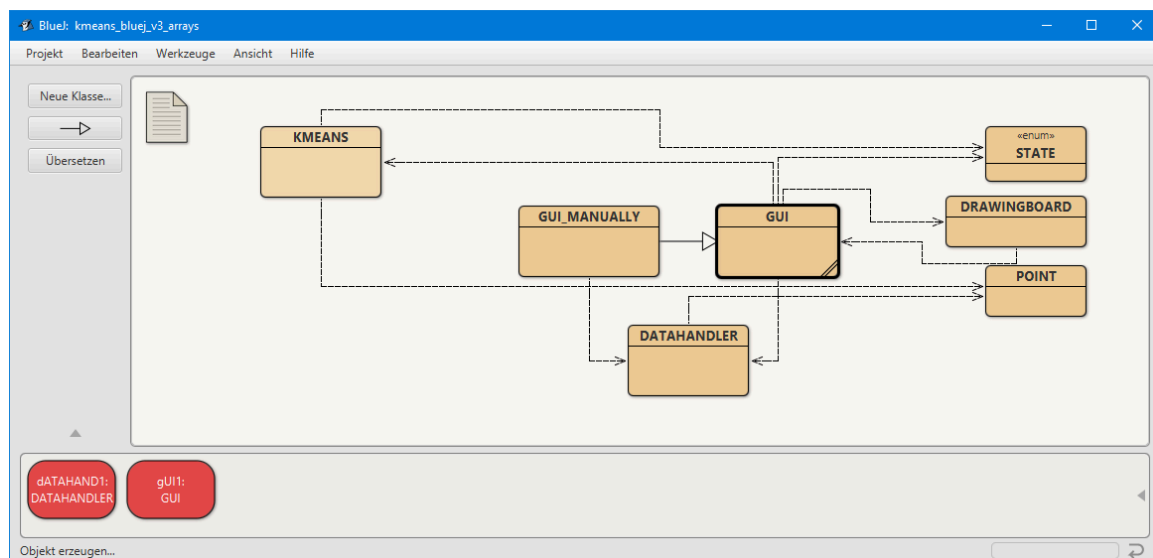 BlueJ: kmeans_bluej_v3_arrays
Projekt Bearbeiten Werkzeuge Ansicht Hilfe
Neue Klasse...
Übersetzen
KMEANS
«enum»
STATE
GUI_MANUALLY
GUI
DRAWINGBOARD
POINT
DATAHANDLER
dATAHAND1:
DATAHANDLER
gUI1:
GUI
Objekt erzeugen...